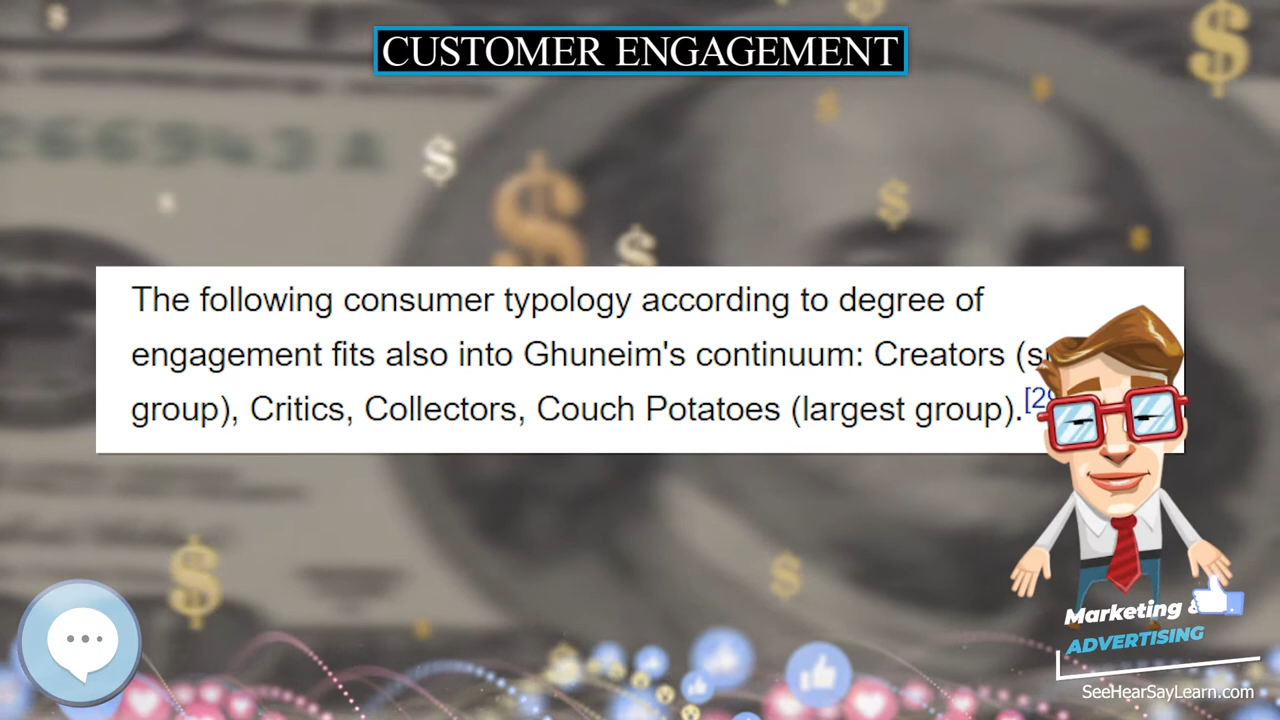 CUSTOMER ENGAGEMENT
266943 A
The following consumer typology according to degree of
engagement fits also into Ghuneim's continuum: Creators
group), Critics, Collectors, Couch Potatoes (largest group).
Marketing &
ADVERTISING
SeeHearSayLearn.com